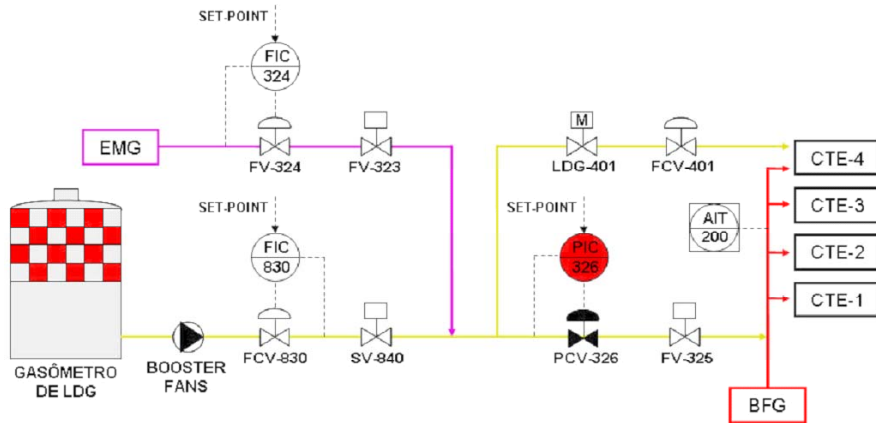 SET-POINT
FIC
324
EMG
FV-324
FV-323
M
LDG-401
FCV-401
CTE-4
SET-POINT
SET-POINT
AIT
200
CTE-3
FIC
830
PIC
326
CTE-2
CTE-1
FCV-830
SV-840
PCV-326
FV-325
GASÔMETRO
DE LDG
BOOSTER
FANS
BFG